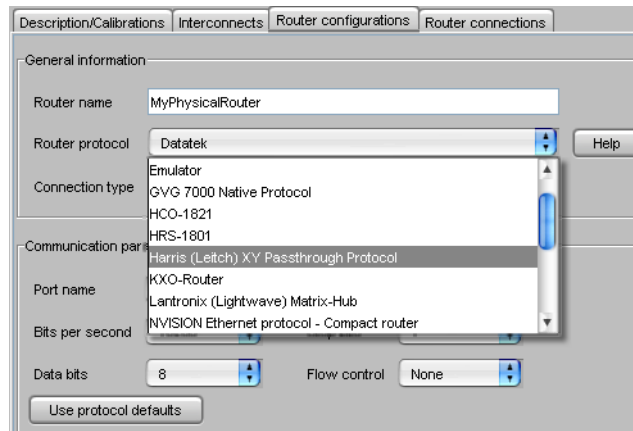 Description/Calibrations Interconnects Router configurations Router connections
General information
Router name MyPhysicalRouter
Router protocol Datatek Help
Emulator
Connection type GVG 7000 Native Protocol
HCO-1821
HRS-1801
Communication Harris (Leitch) XY Passthrough Protocol
KXO-Router
Port name
Lantronix (Lightwave) Matrix-Hub
NVISION Ethernet protocol - Compact router
Bits per second
Data bits 8 Flow control None
Use protocol defaults